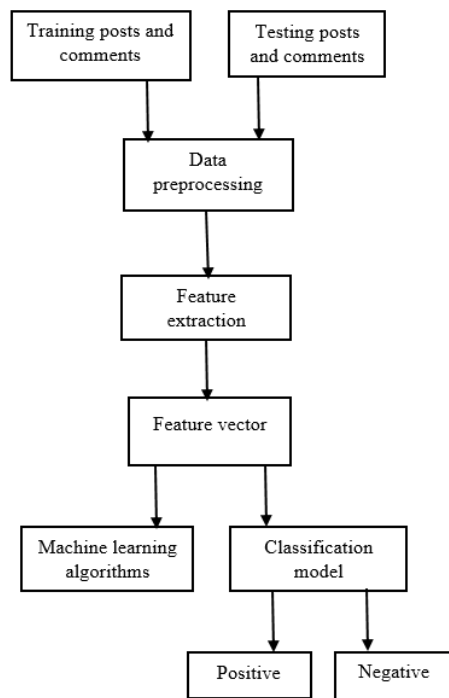 Training posts and
comments
Testing posts
and comments
Data
preprocessing
Feature
extraction
Feature vector
Machine learning
algorithms
Classification
model
Positive
Negative